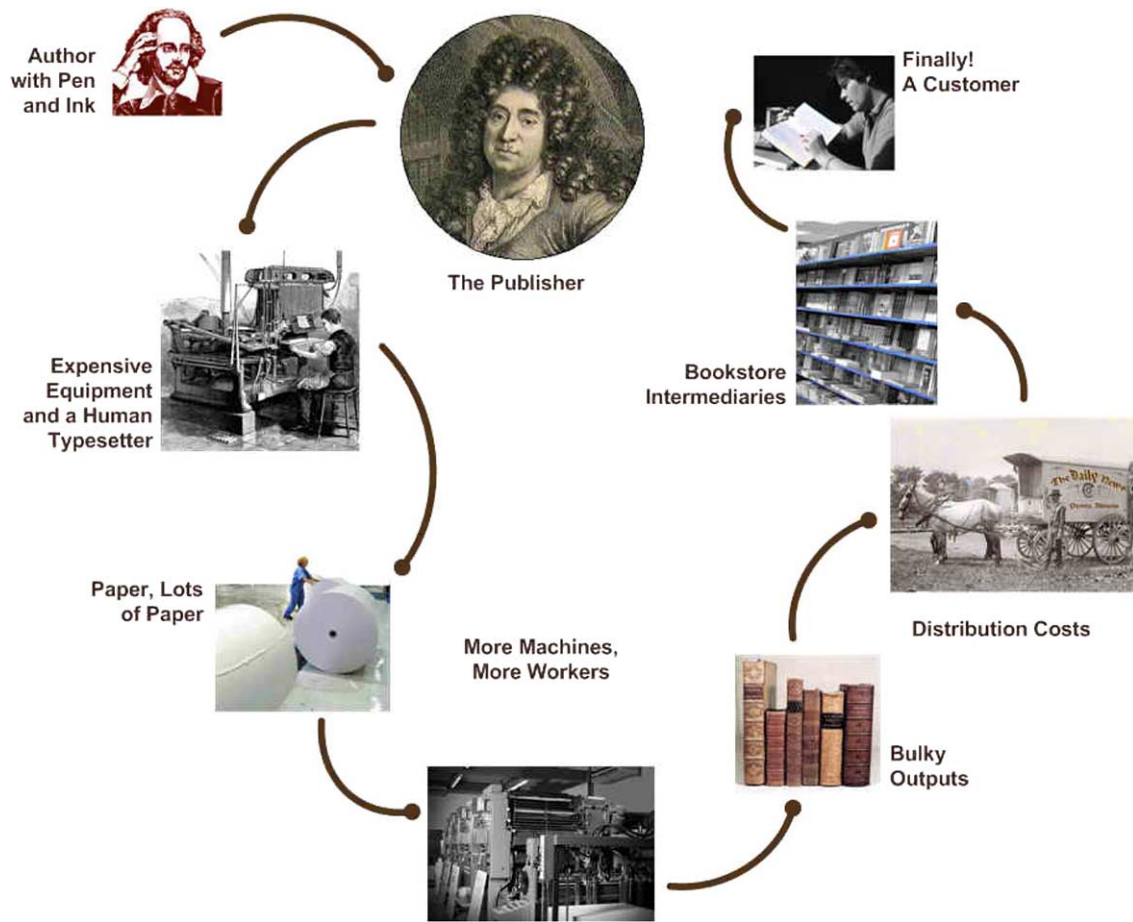 Author
with Pen
and Ink
The Publisher
Expensive
Equipment
and a Human
Typesetter
Paper, Lots
of Paper
More Machines,
More Workers
Bulky
Outputs
The Daily News
Distribution Costs
Bookstore
Intermediaries
Finally!
A Customer